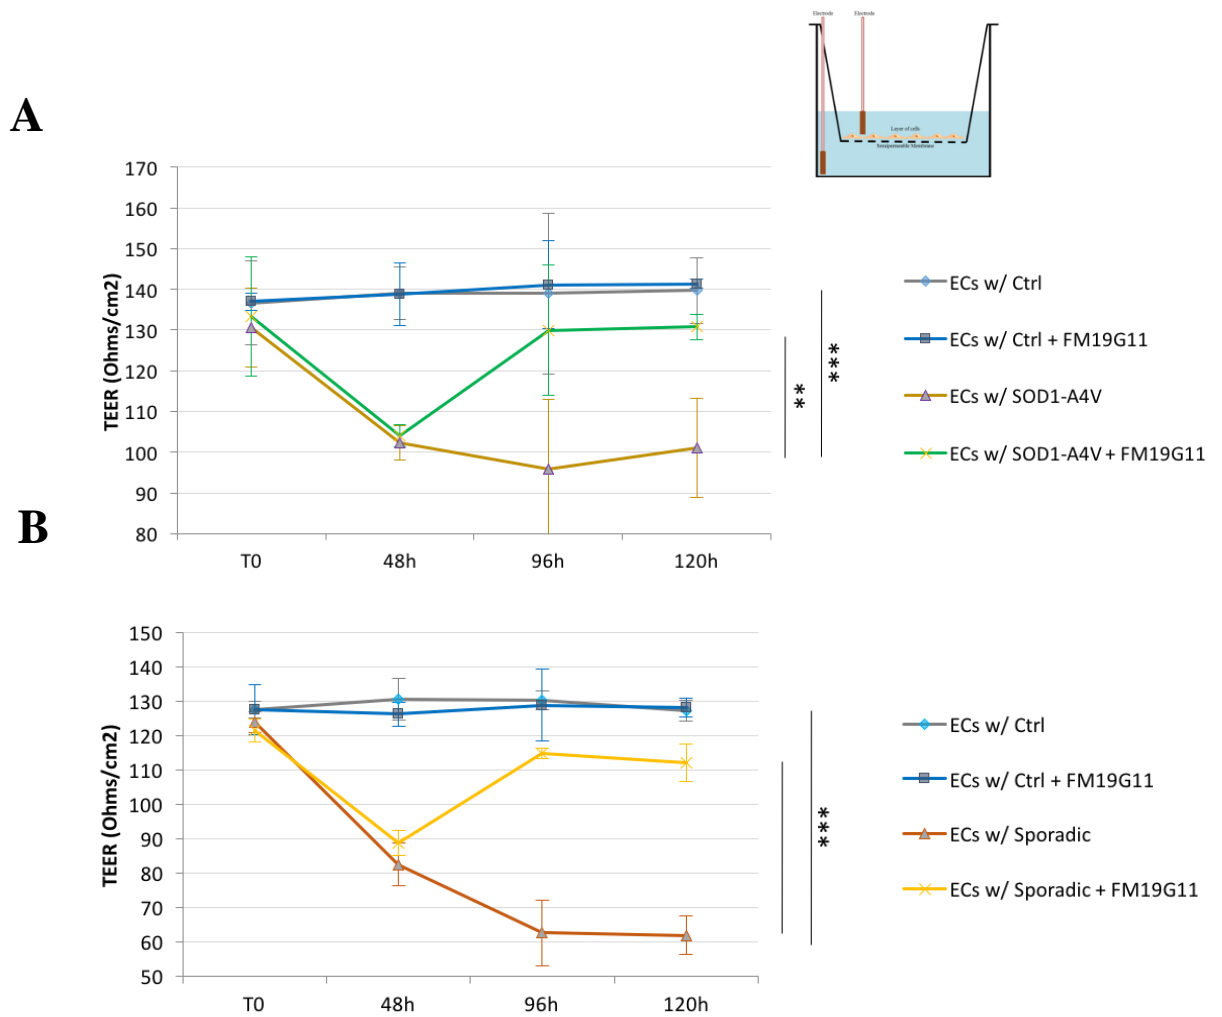 Electrode Electrode
A
Layer of cells
Semipermeable Membrane
170
160
150
140
130
120
110
100
90
80
TEER (Ohms/cm2)
T0 48h 96h 120h
**
***
ECs w/ Ctrl
ECs w/ Ctrl + FM19G11
ECs w/ SOD1-A4V
ECs w/ SOD1-A4V + FM19G11
B
150
140
130
120
110
100
90
80
70
60
50
TEER (Ohms/cm2)
T0 48h 96h 120h
***
ECs w/ Ctrl
ECs w/ Ctrl + FM19G11
ECs w/ Sporadic
ECs w/ Sporadic + FM19G11